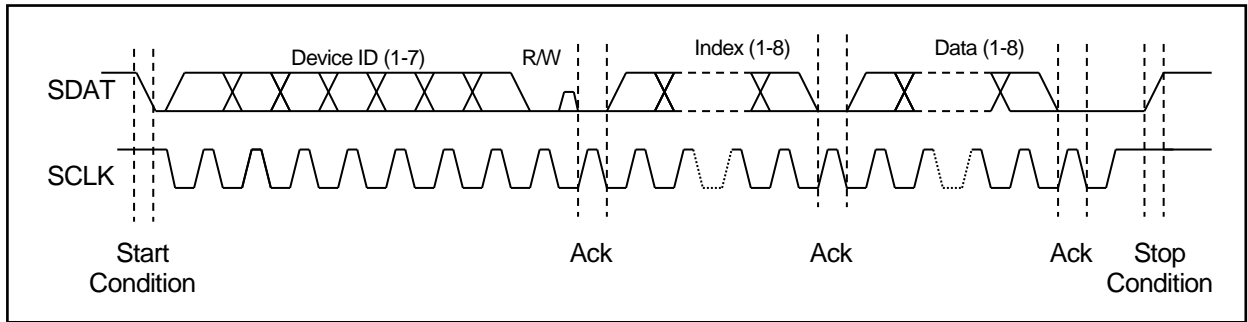 Device ID (1-7)
R/W
Index (1-8)
Data (1-8)
SDAT
SCLK
Start
Condition
Ack
Ack
Ack
Stop
Condition